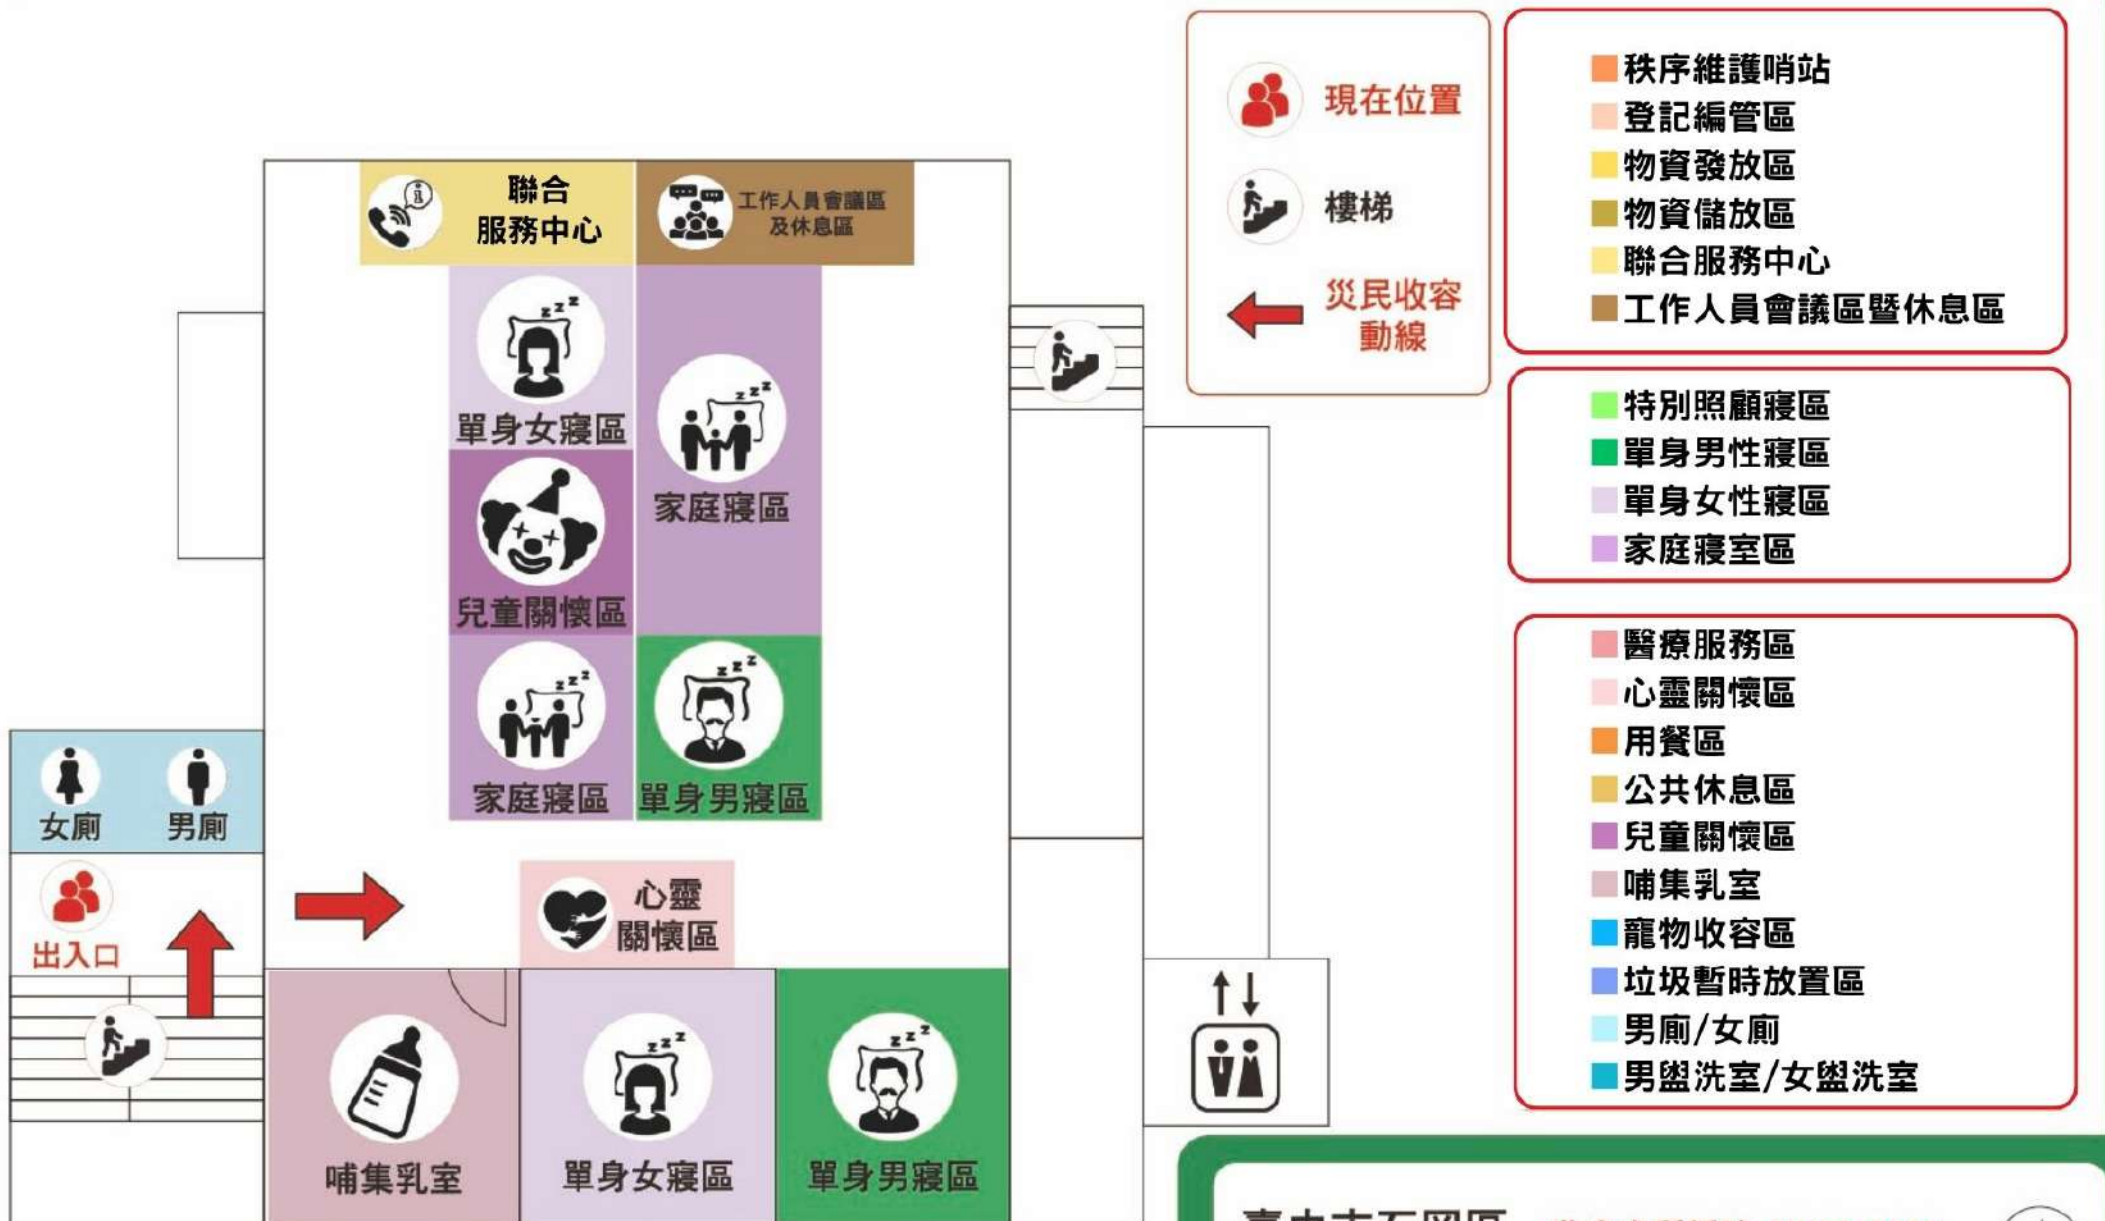 聯合
服務中心
工作人員會議區
及休息區
單身女寢區
家庭寢區
兒童關懷區
家庭寢區
單身男寢區
女廁
男廁
出入口
心靈
關懷區
哺集乳室
單身女寢區
單身男寢區
現在位置
樓梯
災民收容
動線
秩序維護哨站
登記編管區
物資發放區
物資儲放區
聯合服務中心
工作人員會議區暨休息區
特別照顧寢區
單身男性寢區
單身女性寢區
家庭寢室區
醫療服務區
心靈關懷區
用餐區
公共休息區
兒童關懷區
哺集乳室
寵物收容區
垃圾暫時放置區
男廁/女廁
男盥洗室/女盥洗室